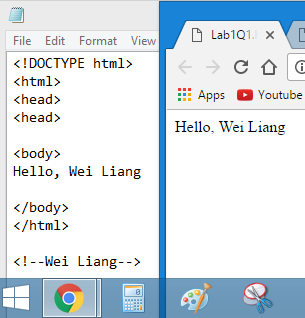 File Edit Format View
<!DOCTYPE html>
<html>
<head>
<head>
<body>
Hello, Wei Liang
</body>
</html>
<!--Wei Liang-->
Lab1Q1.
Apps Youtube
Hello, Wei Liang